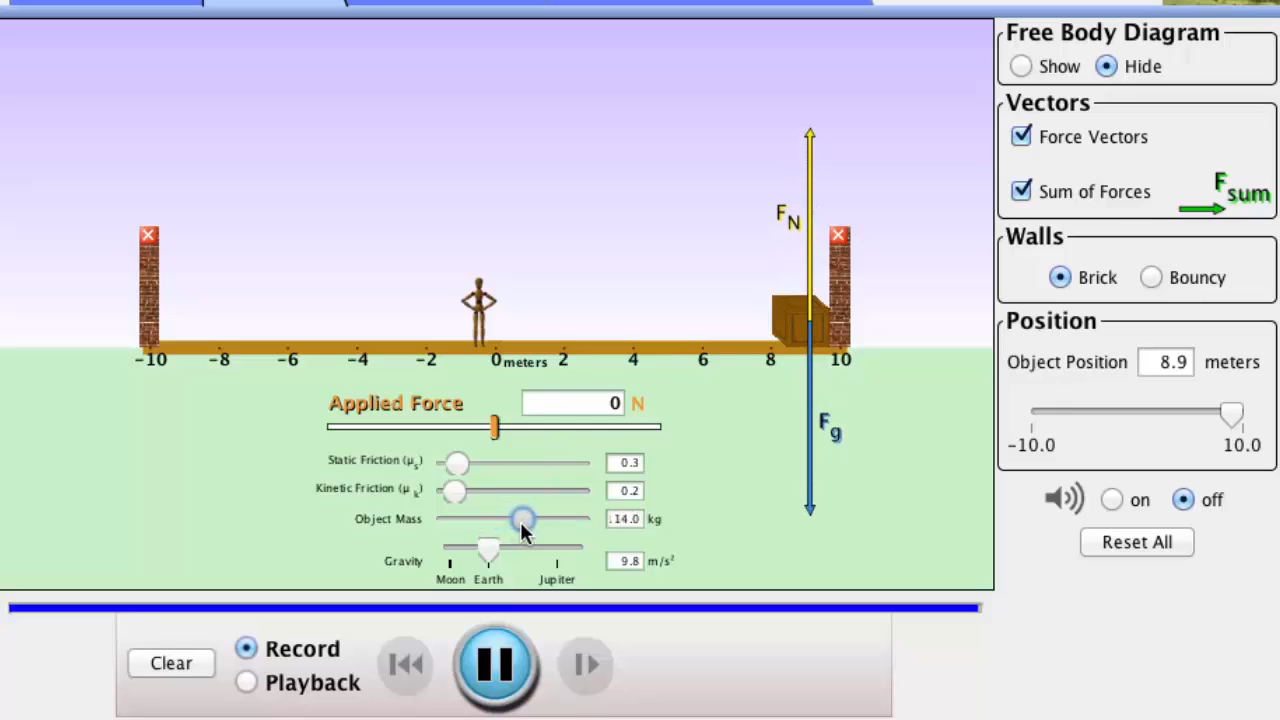 Free Body Diagram
Show Hide
Vectors
Force Vectors
Sum of Forces
F sum
Walls
Brick Bouncy
Position
Object Position 8.9 meters
-10.0 10.0
on off
Reset All
F N
F g
-10 -8 -6 -4 -2 0 meters 2 4 6 8 10
Applied Force 0 N
Static Friction (μs) 0.3
Kinetic Friction (μk) 0.2
Object Mass 14.0 kg
Gravity 9.8 m/s²
Moon Earth Jupiter
Clear
Record
Playback